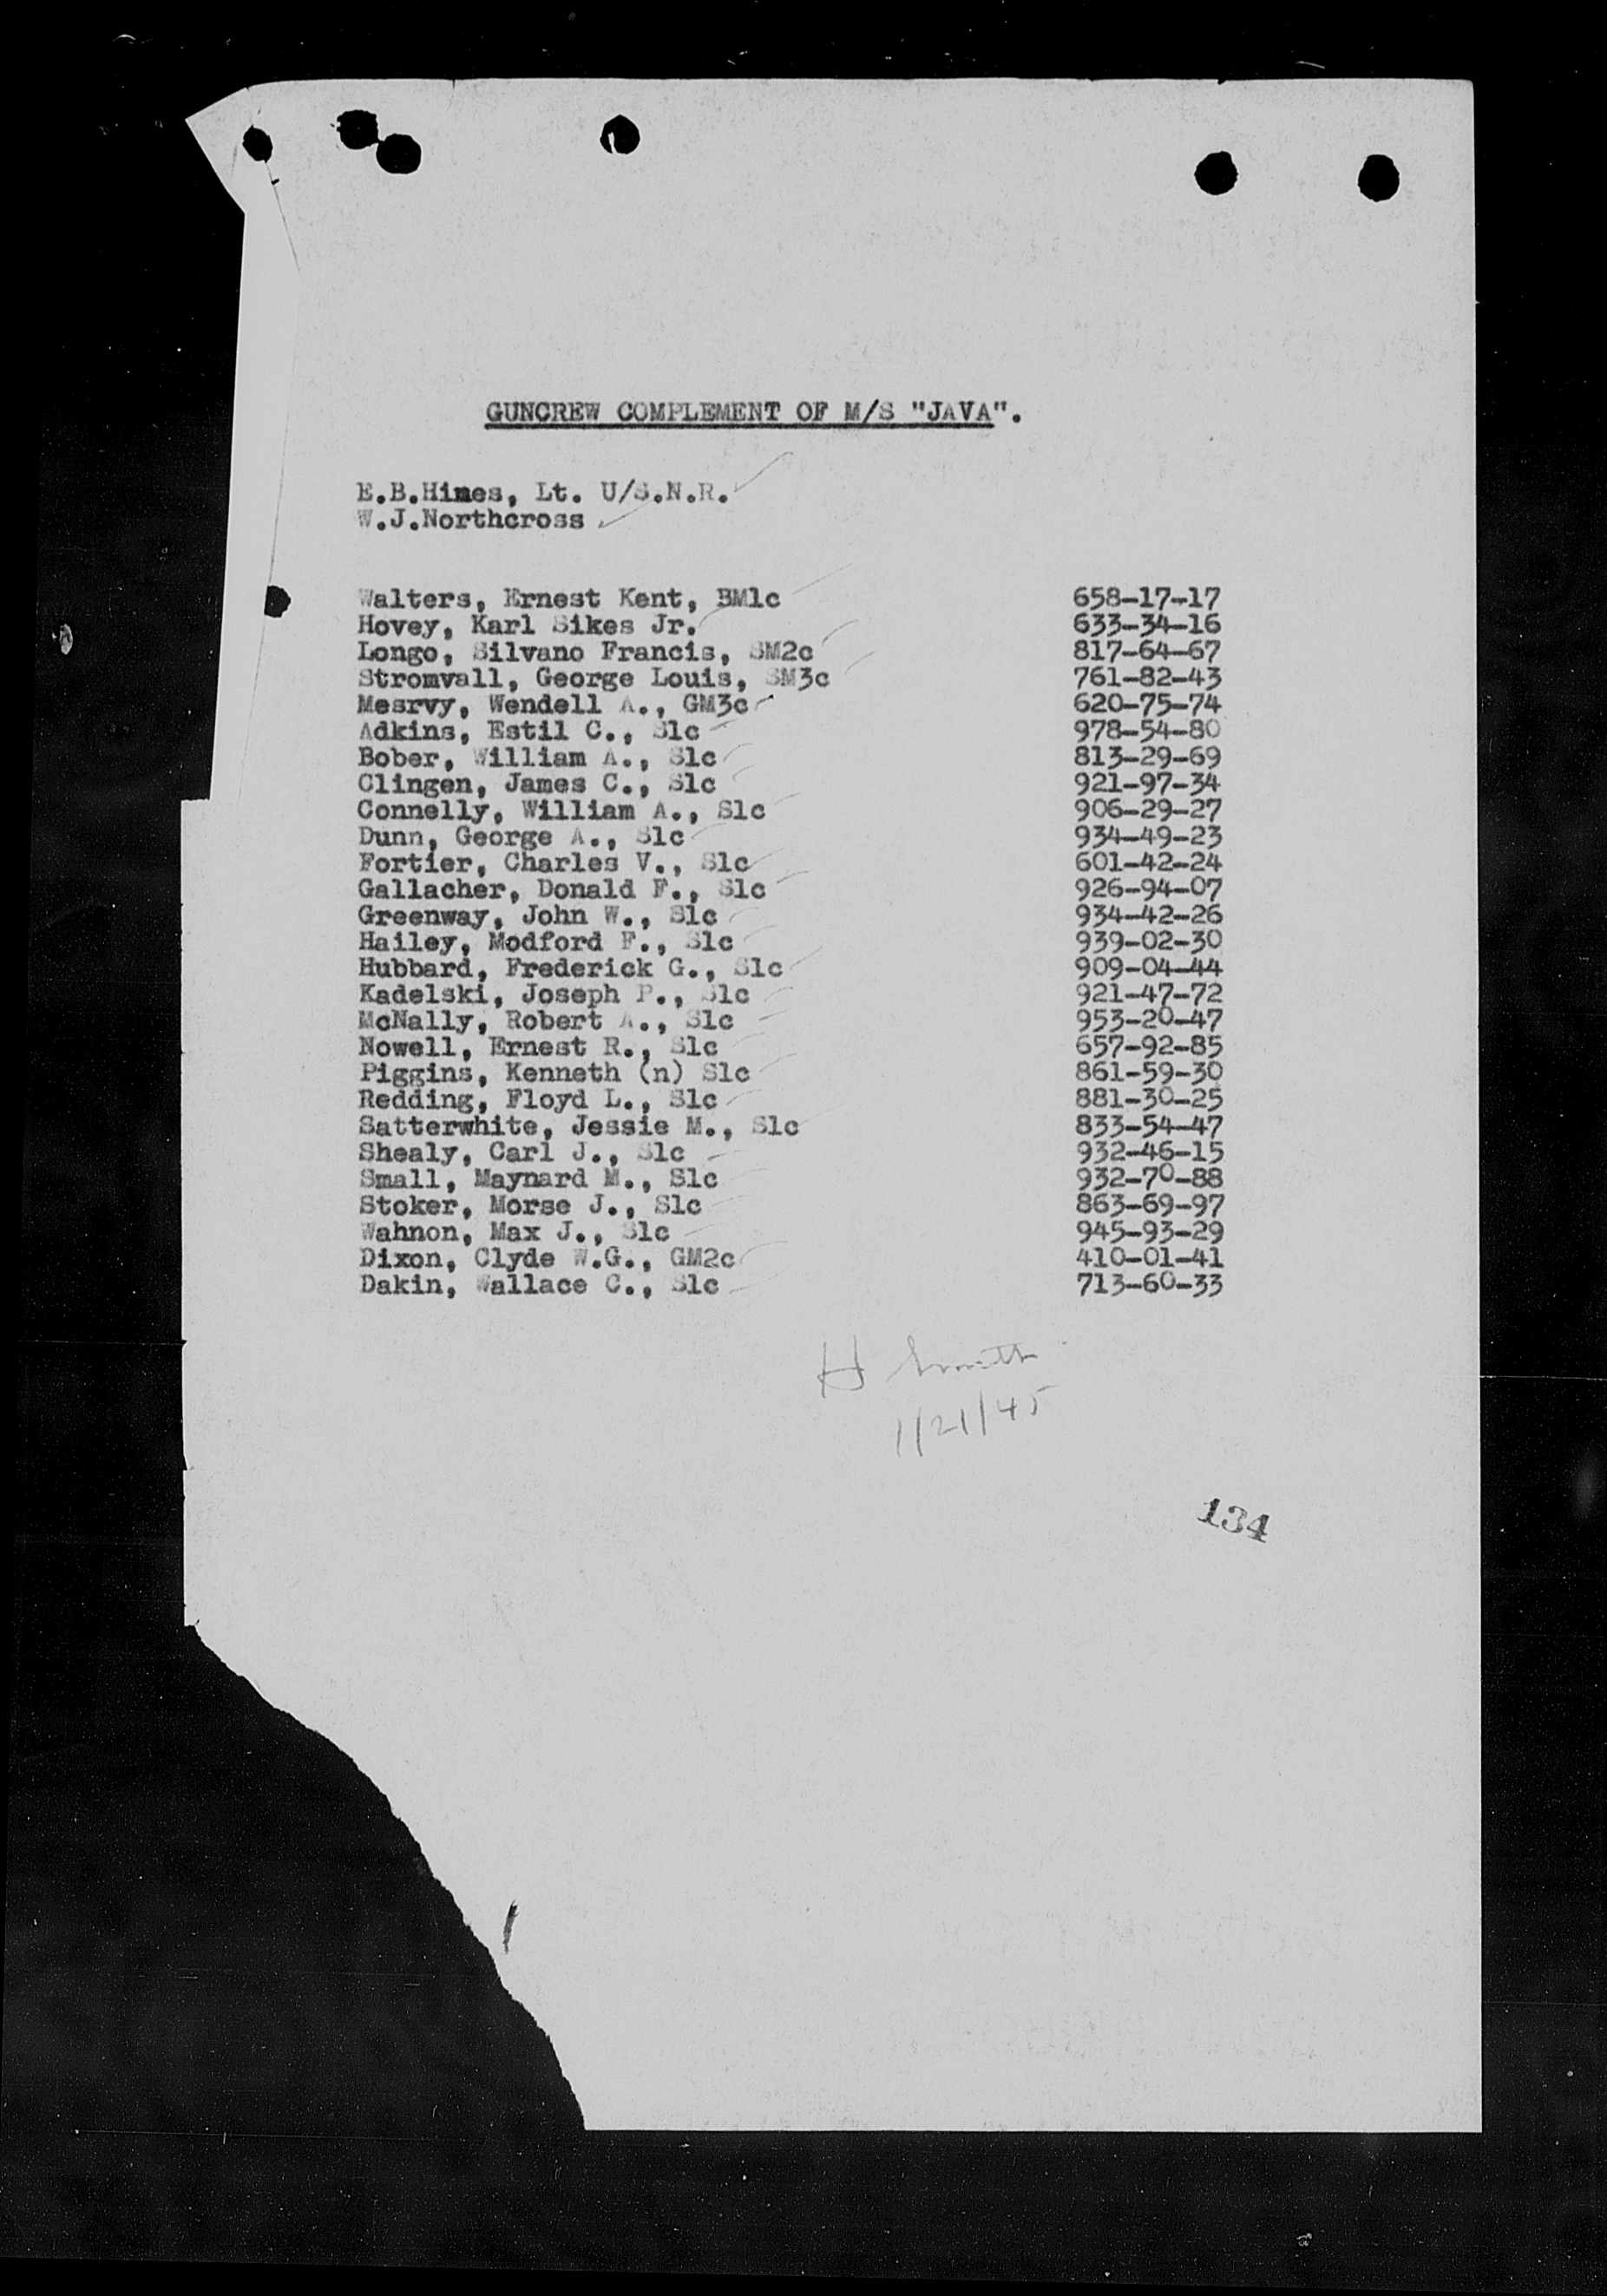 GUNCREW COMPLEMENT OF M/S "JAVA".
E.B.Himes, Lt. U/S.N.R.
W.J.Northcross
Walters, Ernest Kent, BM1c 658-17-17
Hovey, Karl Sikes Jr. 633-34-16
Longo, Silvano Francis, SM2c 817-64-67
Stromvall, George Louis, SM3c 761-82-43
Mesrvy, Wendell A., GM3c 620-75-74
Adkins, Estil C., S1c 978-54-80
Bober, William A., S1c 813-29-69
Clingen, James C., S1c 921-97-34
Connelly, William A., S1c 906-29-27
Dunn, George A., S1c 934-49-23
Fortier, Charles V., S1c 601-42-24
Gallacher, Donald F., S1c 926-94-07
Greenway, John W., S1c 934-42-26
Hailey, Modford F., S1c 939-02-30
Hubbard, Frederick G., S1c 909-04-44
Kadelski, Joseph P., S1c 921-47-72
McNally, Robert A., S1c 953-20-47
Nowell, Ernest R., S1c 657-92-85
Piggins, Kenneth (n) S1c 861-59-30
Redding, Floyd L., S1c 881-30-25
Satterwhite, Jessie M., S1c 833-54-47
Shealy, Carl J., S1c 932-46-15
Small, Maynard M., S1c 932-70-88
Stoker, Morse J., S1c 863-69-97
Wahnon, Max J., S1c 945-93-29
Dixon, Clyde W.G., GM2c 410-01-41
Dakin, Wallace C., S1c 713-60-33
H Smith
1/21/45
134